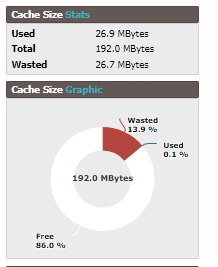 Cache Size Stats
Used 26.9 MBytes
Total 192.0 MBytes
Wasted 26.7 MBytes
Cache Size Graphic
Wasted
13.9 %
Used
0.1 %
192.0 MBytes
Free
86.0 %